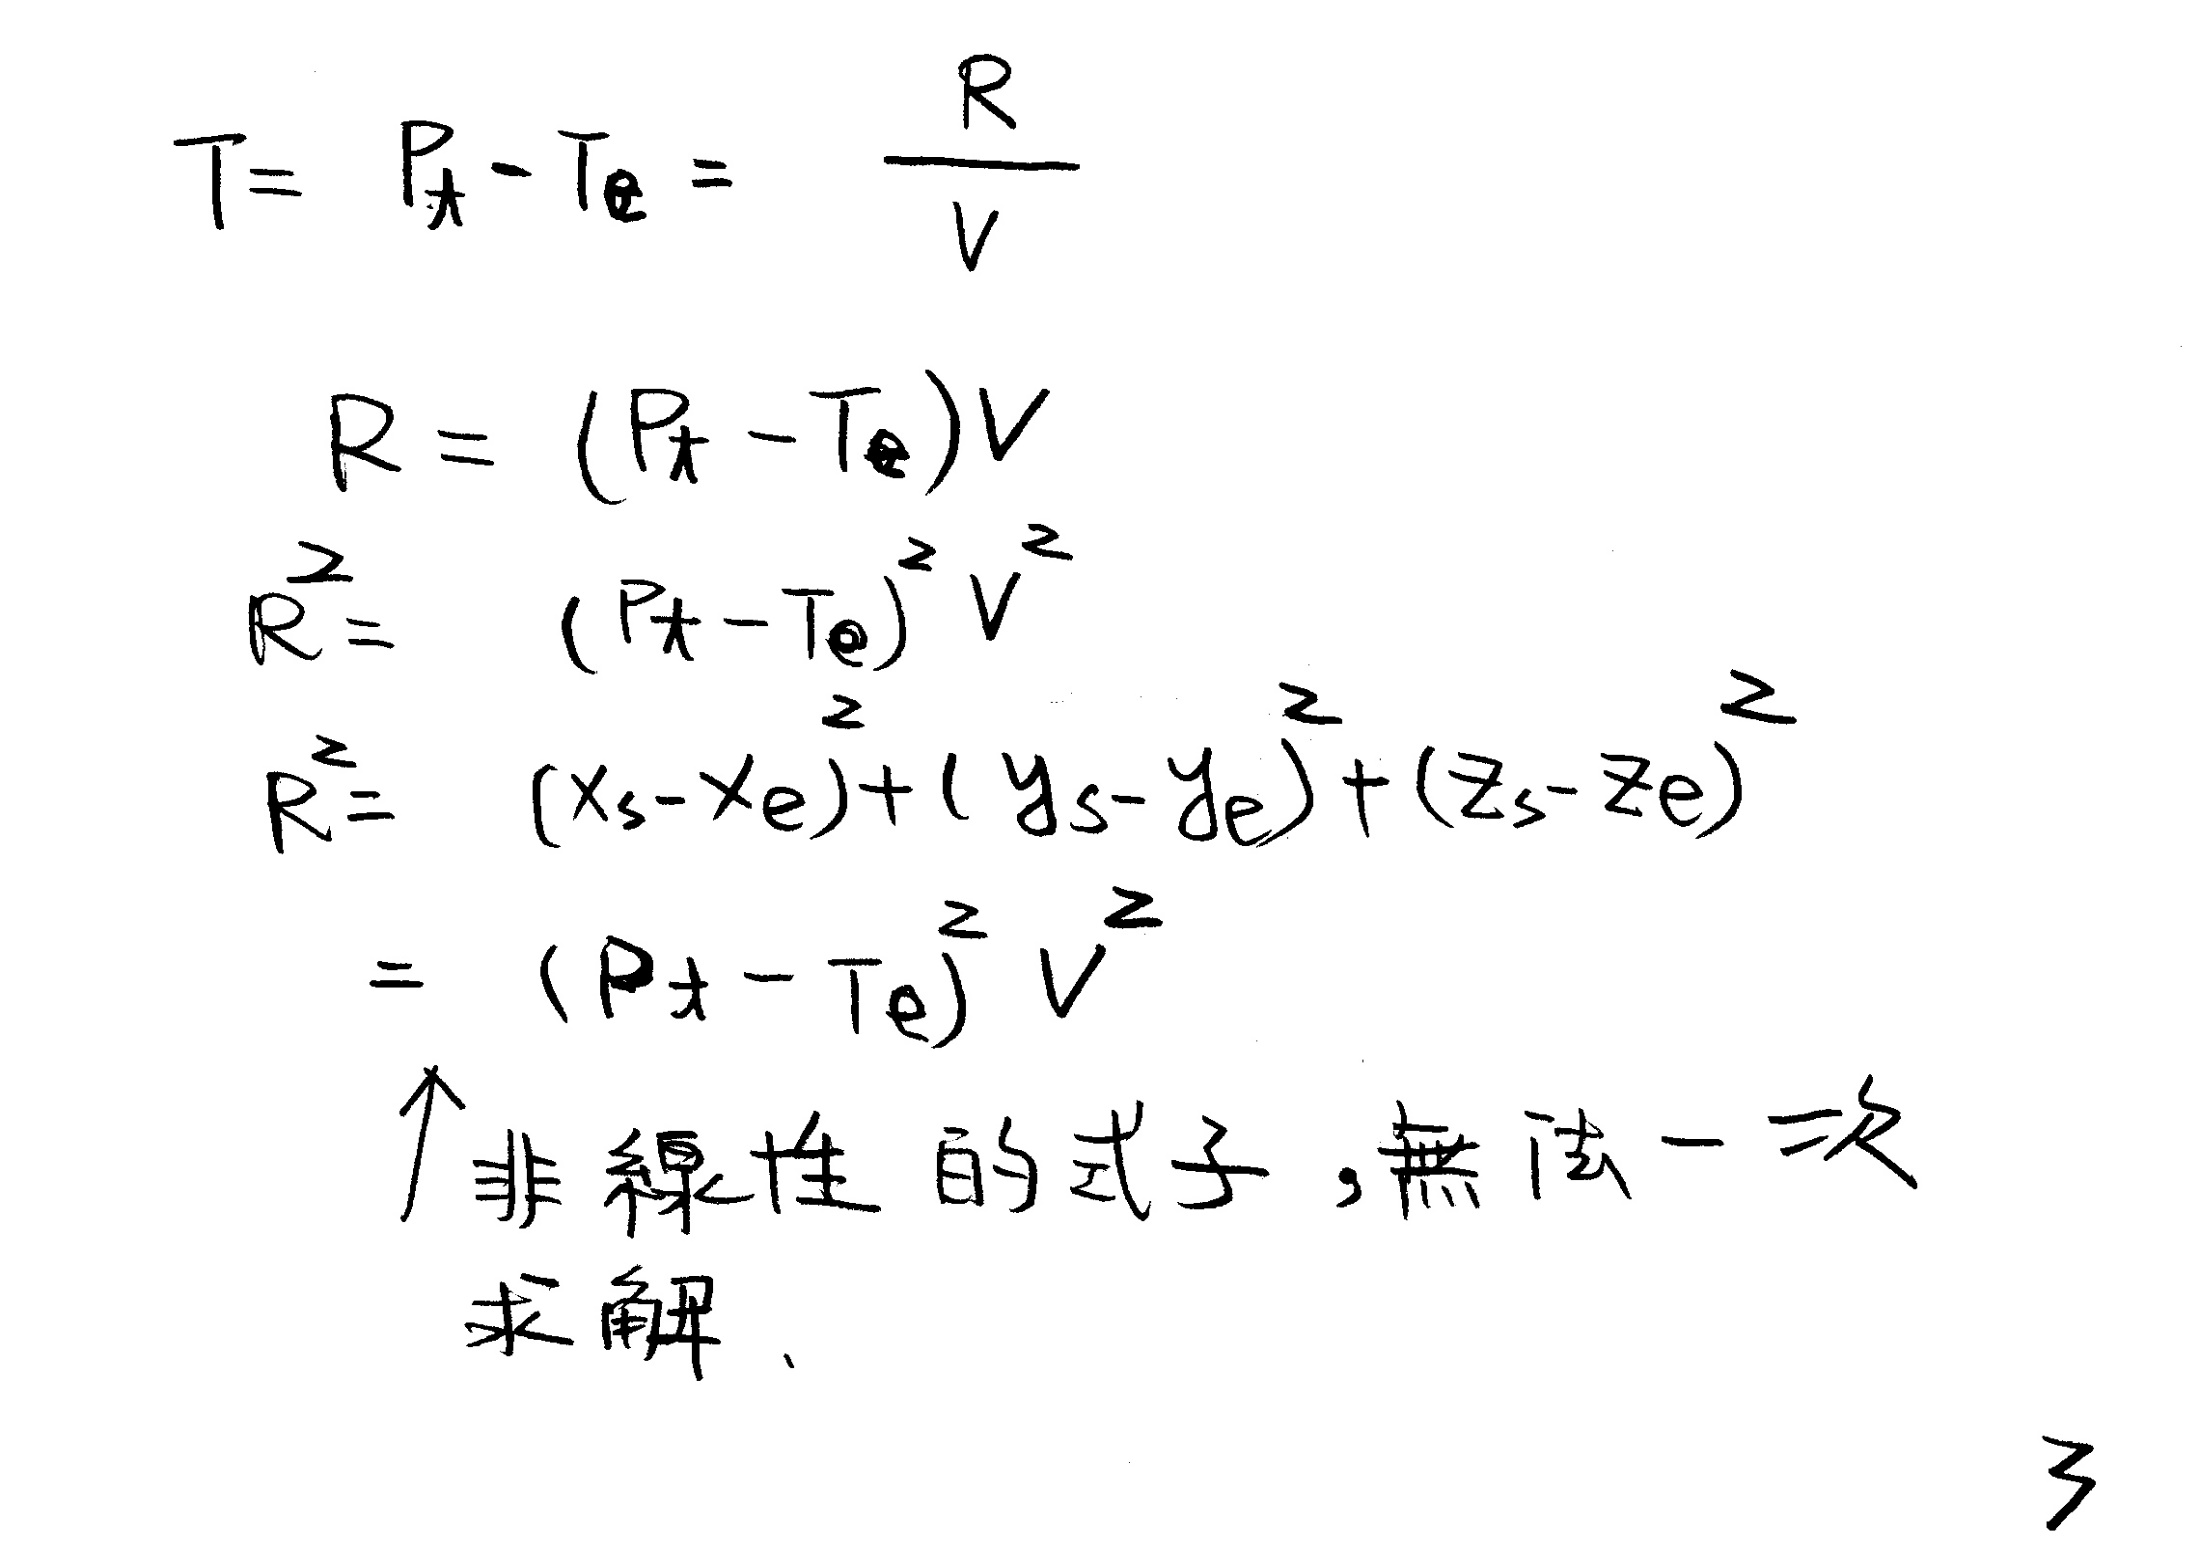 T = Pt - Te = R/V
R = (Pt - Te)V
R² = (Pt - Te)² V²
R² = (xs - xe)² + (ys - ye)² + (zs - ze)²
= (Pt - Te)² V²
↑ 非線性的式子,無法一次
求解、
3